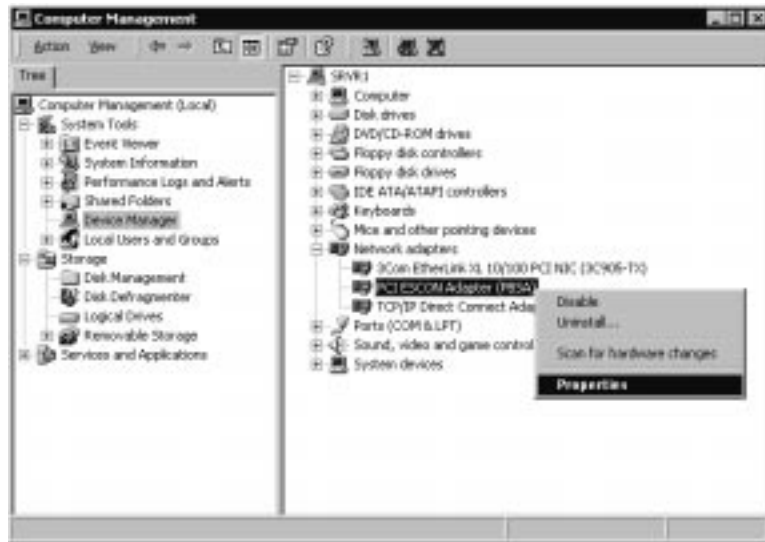 Computer Management
Action View
Tree
Computer Management (Local)
System Tools
Event Viewer
System Information
Performance Logs and Alerts
Shared Folders
Device Manager
Local Users and Groups
Storage
Disk Management
Disk Defragmenter
Logical Drives
Removable Storage
Services and Applications
SRVR1
Computer
Disk drives
DVD/CD-ROM drives
Floppy disk controllers
Floppy disk drives
IDE ATA/ATAPI controllers
Keyboards
Mice and other pointing devices
Network adapters
3Com EtherLink XL 10/100 PCI NIC (3C905-TX)
PCI ESCON Adapter
TCP/IP Direct Connect Adap
Ports (COM & LPT)
Sound, video and game control
System devices
Disable
Uninstall...
Scan for hardware changes
Properties